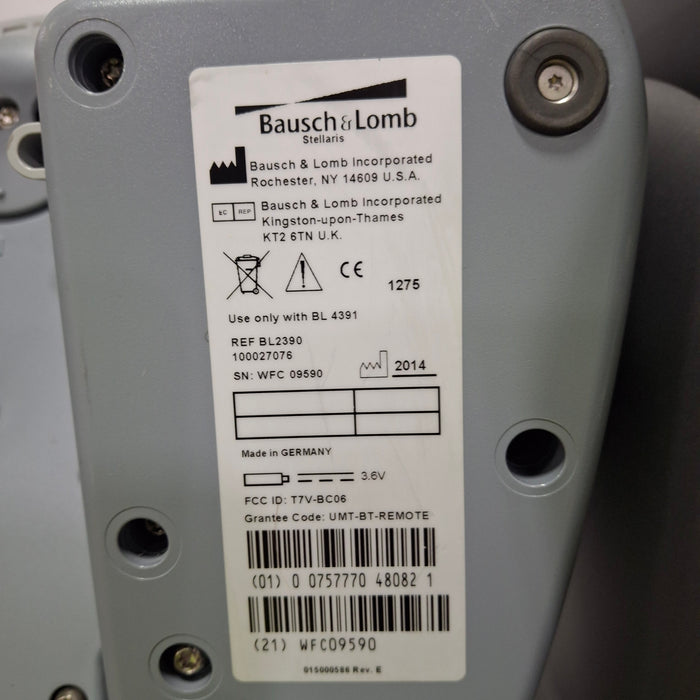 Bausch & Lomb
Stellaris
Bausch & Lomb Incorporated
Rochester, NY 14609 U.S.A.
EC REP
Bausch & Lomb Incorporated
Kingston-upon-Thames
KT2 6TN U.K.
CE
1275
Use only with BL 4391
REF BL2390
100027076
SN: WFC 09590
2014
Made in GERMANY
3.6V
FCC ID: T7V-BC06
Grantee Code: UMT-BT-REMOTE
(01) 0 0757770 48082 1
(21) WFC09590
015000586 Rev. E